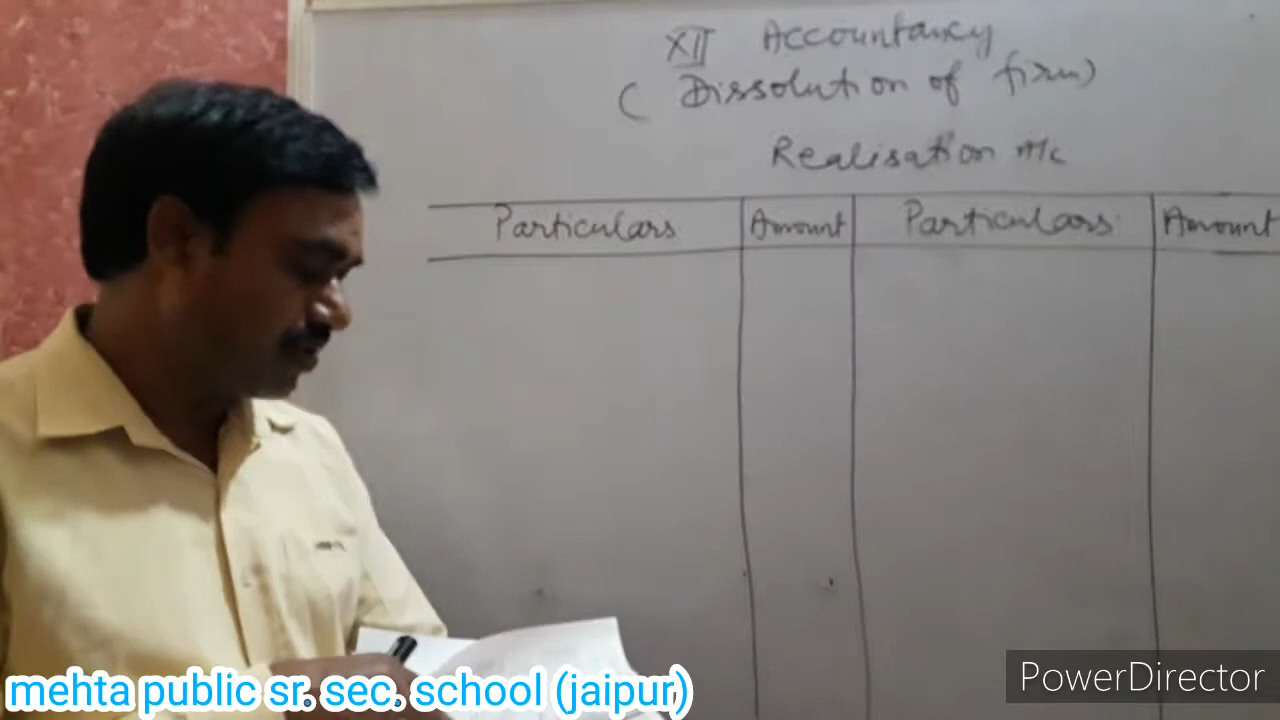 XII Accountancy
(Dissolution of firm)
Realisation A/c
Particulars Amount Particulars Amount
mehta public sr. sec. school (jaipur)
PowerDirector